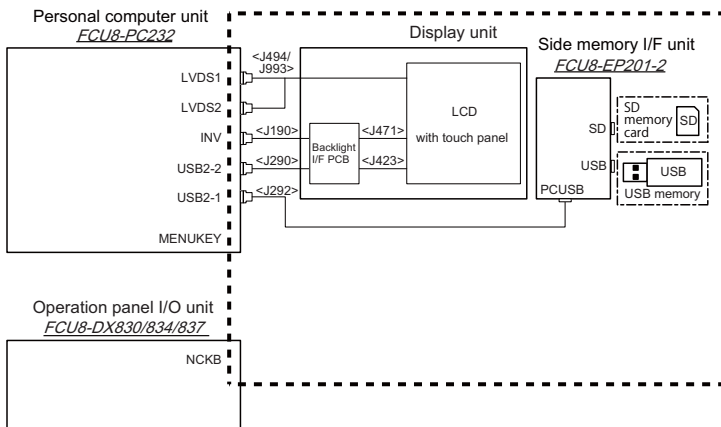 Personal computer unit
FCU8-PC232
LVDS1
LVDS2
INV
USB2-2
USB2-1
MENUKEY
<J494/
J993>
<J190>
<J290>
<J292>
Display unit
Backlight
I/F PCB
<J471>
<J423>
LCD
with touch panel
Side memory I/F unit
FCU8-EP201-2
SD
USB
PCUSB
SD
memory
card
SD
USB
USB memory
Operation panel I/O unit
FCU8-DX830/834/837
NCKB